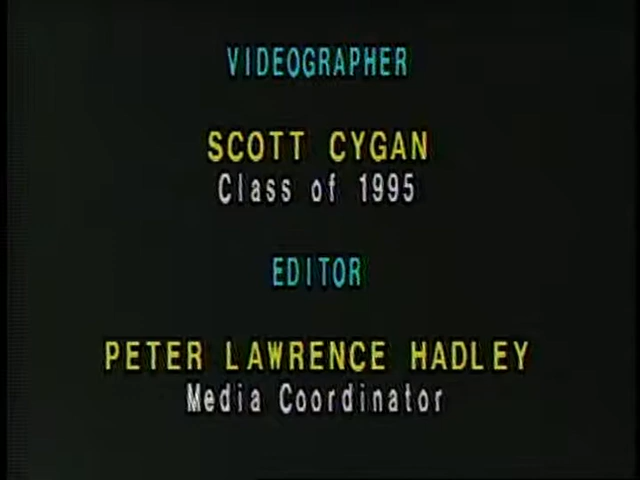 VIDEOGRAPHER
SCOTT CYGAN
Class of 1995
EDITOR
PETER LAWRENCE HADLEY
Media Coordinator